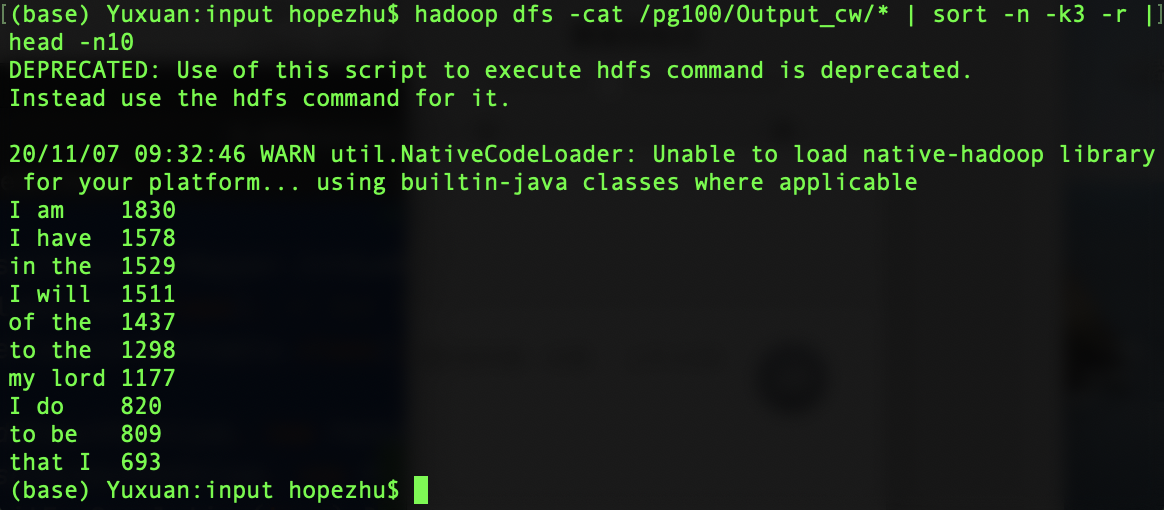 [(base) Yuxuan:input hopezhu$ hadoop dfs -cat /pg100/Output_cw/* | sort -n -k3 -r |]
head -n10
DEPRECATED: Use of this script to execute hdfs command is deprecated.
Instead use the hdfs command for it.
20/11/07 09:32:46 WARN util.NativeCodeLoader: Unable to load native-hadoop library
 for your platform... using builtin-java classes where applicable
I am    1830
I have  1578
in the  1529
I will  1511
of the  1437
to the  1298
my lord 1177
I do    820
to be   809
that I  693
(base) Yuxuan:input hopezhu$